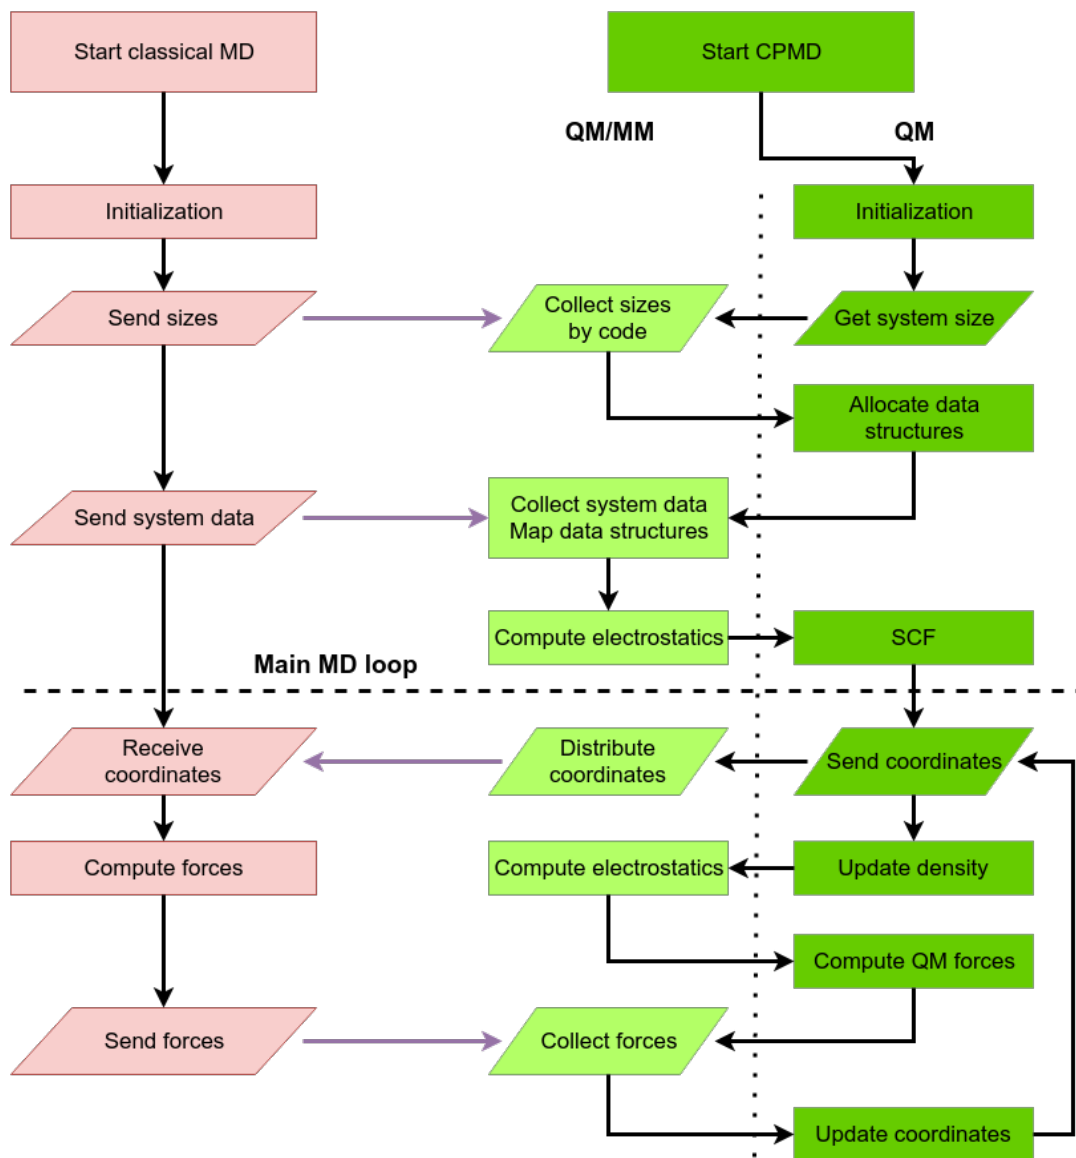 Start classical MD
Start CPMD
QM/MM
QM
Initialization
Initialization
Send sizes
Collect sizes
by code
Get system size
Allocate data
structures
Send system data
Collect system data
Map data structures
Compute electrostatics
SCF
Main MD loop
Receive
coordinates
Distribute
coordinates
Send coordinates
Compute forces
Compute electrostatics
Update density
Compute QM forces
Send forces
Collect forces
Update coordinates